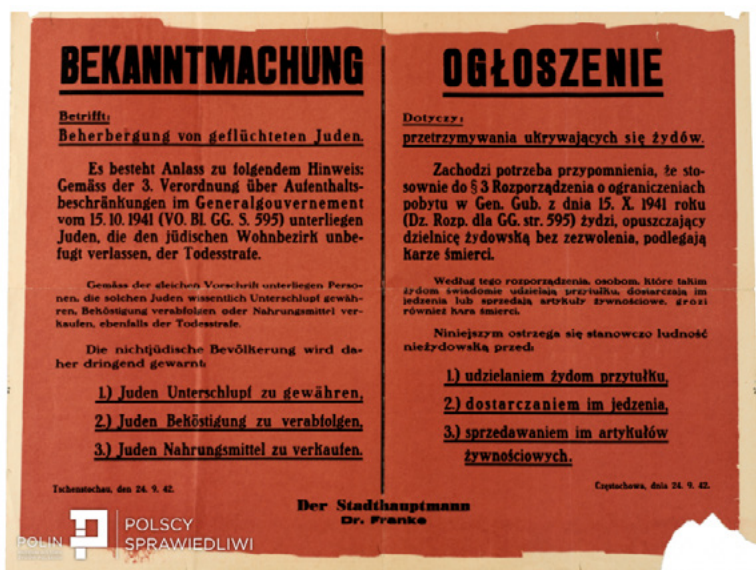 BEKANNTMACHUNG
Betrifft:
Beherbergung von geflüchteten Juden.
Es besteht Anlass zu folgendem Hinweis:
Gemäss der 3. Verordnung über Aufenthalts-
beschränkungen im Generalgouvernement
vom 15. 10. 1941 (VO. Bl. GG. S. 595) unterliegen
Juden, die den jüdischen Wohnbezirk unbe-
fugt verlassen, der Todesstrafe.
Gemäss der gleichen Vorschrift unterliegen Perso-
nen, die solchen Juden wissentlich Unterschlupf gewäh-
ren, Beköstigung verabfolgen oder Nahrungsmittel ver-
kaufen, ebenfalls der Todesstrafe.
Die nichtjüdische Bevölkerung wird da-
her dringend gewarnt:
1.) Juden Unterschlupf zu gewähren,
2.) Juden Beköstigung zu verabfolgen,
3.) Juden Nahrungsmittel zu verkaufen.
Tschenstochau, den 24. 9. 42.
OGŁOSZENIE
Dotyczy:
przetrzymywania ukrywających się żydów.
Zachodzi potrzeba przypomnienia, że sto-
sownie do § 3 Rozporządzenia o ograniczeniach
pobytu w Gen. Gub. z dnia 15. X. 1941 roku
(Dz. Rozp. dla GG. str. 595) żydzi, opuszczający
dzielnicę żydowską bez zezwolenia, podlegają
karze śmierci.
Według tego rozporządzenia, osobom, które takim
żydom świadomie udzielają przytułku, dostarczają im
jedzenia lub sprzedają artykuły żywnościowe, grozi
również kara śmierci.
Niniejszym ostrzega się stanowczo ludność
nieżydowską przed:
1.) udzielaniem żydom przytułku,
2.) dostarczaniem im jedzenia,
3.) sprzedawaniem im artykułów
żywnościowych.
Częstochowa, dnia 24. 9. 42.
Der Stadthauptmann
Dr. Franke
POLIN
POLSCY
SPRAWIEDLIWI